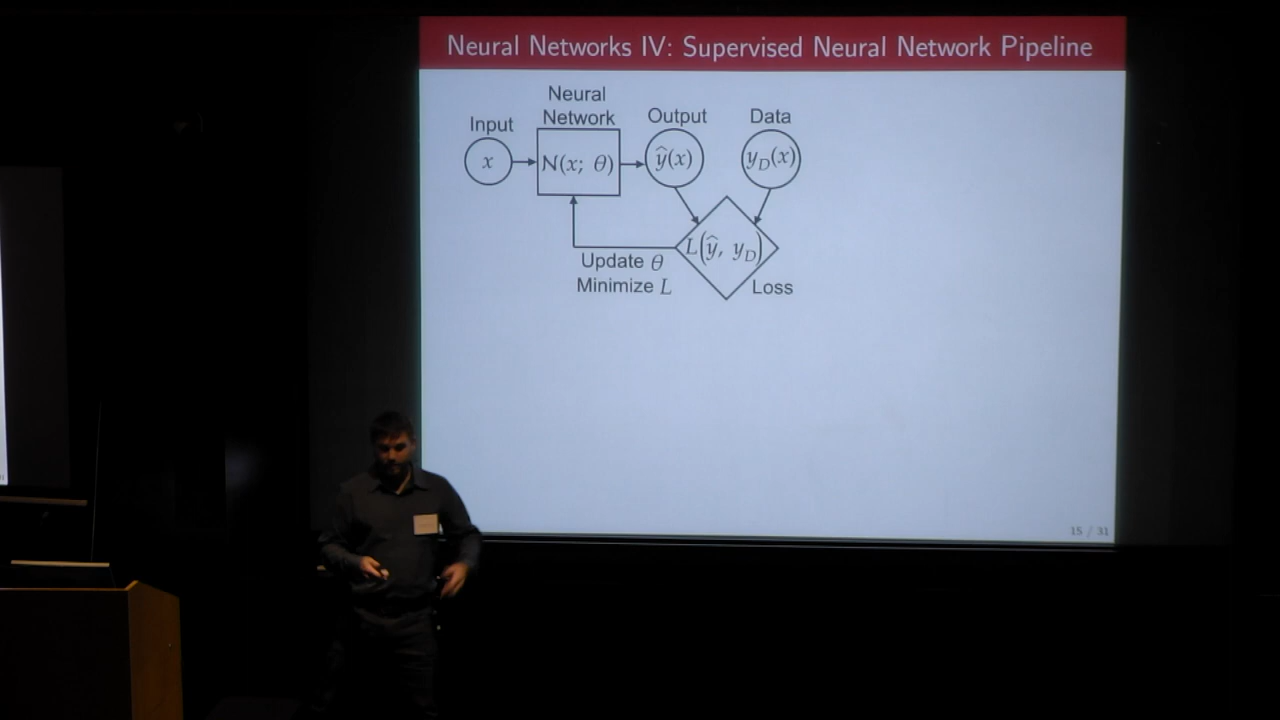 Neural Networks IV: Supervised Neural Network Pipeline
Neural
Network
Input
Output
Data
x
N(x; θ)
ŷ(x)
y_D(x)
L(ŷ, y_D)
Update θ
Minimize L
Loss
15 / 31